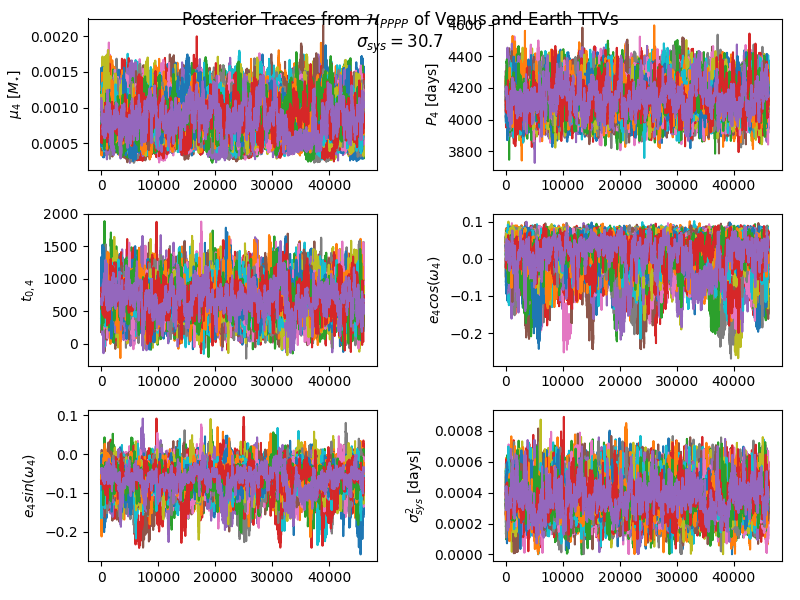 Posterior Traces from $\mathcal{H}_{PPPP}$ of Venus and Earth TTVs
$\sigma_{sys} = 30.7$
$\mu_4$ [$M_{\star}$]
0.0020
0.0015
0.0010
0.0005
0 10000 20000 30000 40000
$P_4$ [days]
4600
4400
4200
4000
3800
0 10000 20000 30000 40000
$t_{0,4}$
2000
1500
1000
500
0
0 10000 20000 30000 40000
$e_4cos(\omega_4)$
0.1
0.0
−0.1
−0.2
0 10000 20000 30000 40000
$e_4sin(\omega_4)$
0.1
0.0
−0.1
−0.2
0 10000 20000 30000 40000
$\sigma^2_{sys}$ [days]
0.0008
0.0006
0.0004
0.0002
0.0000
0 10000 20000 30000 40000